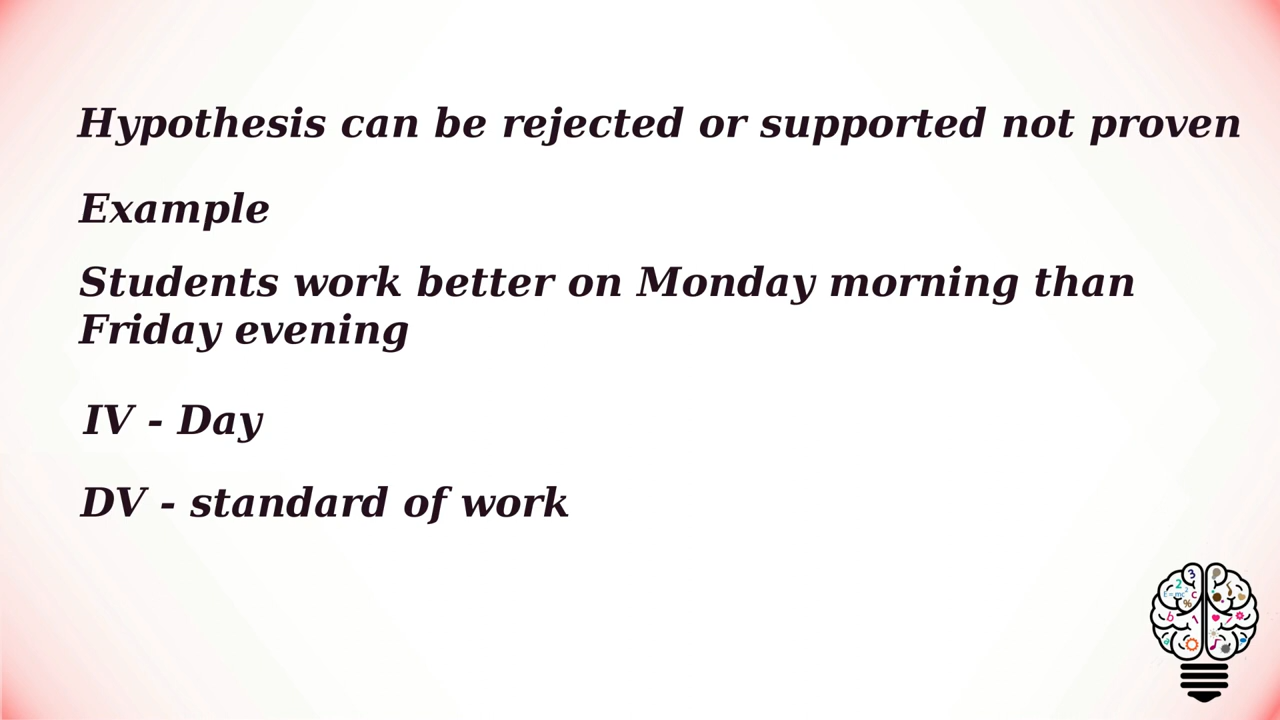 Hypothesis can be rejected or supported not proven
Example
Students work better on Monday morning than
Friday evening
IV - Day
DV - standard of work